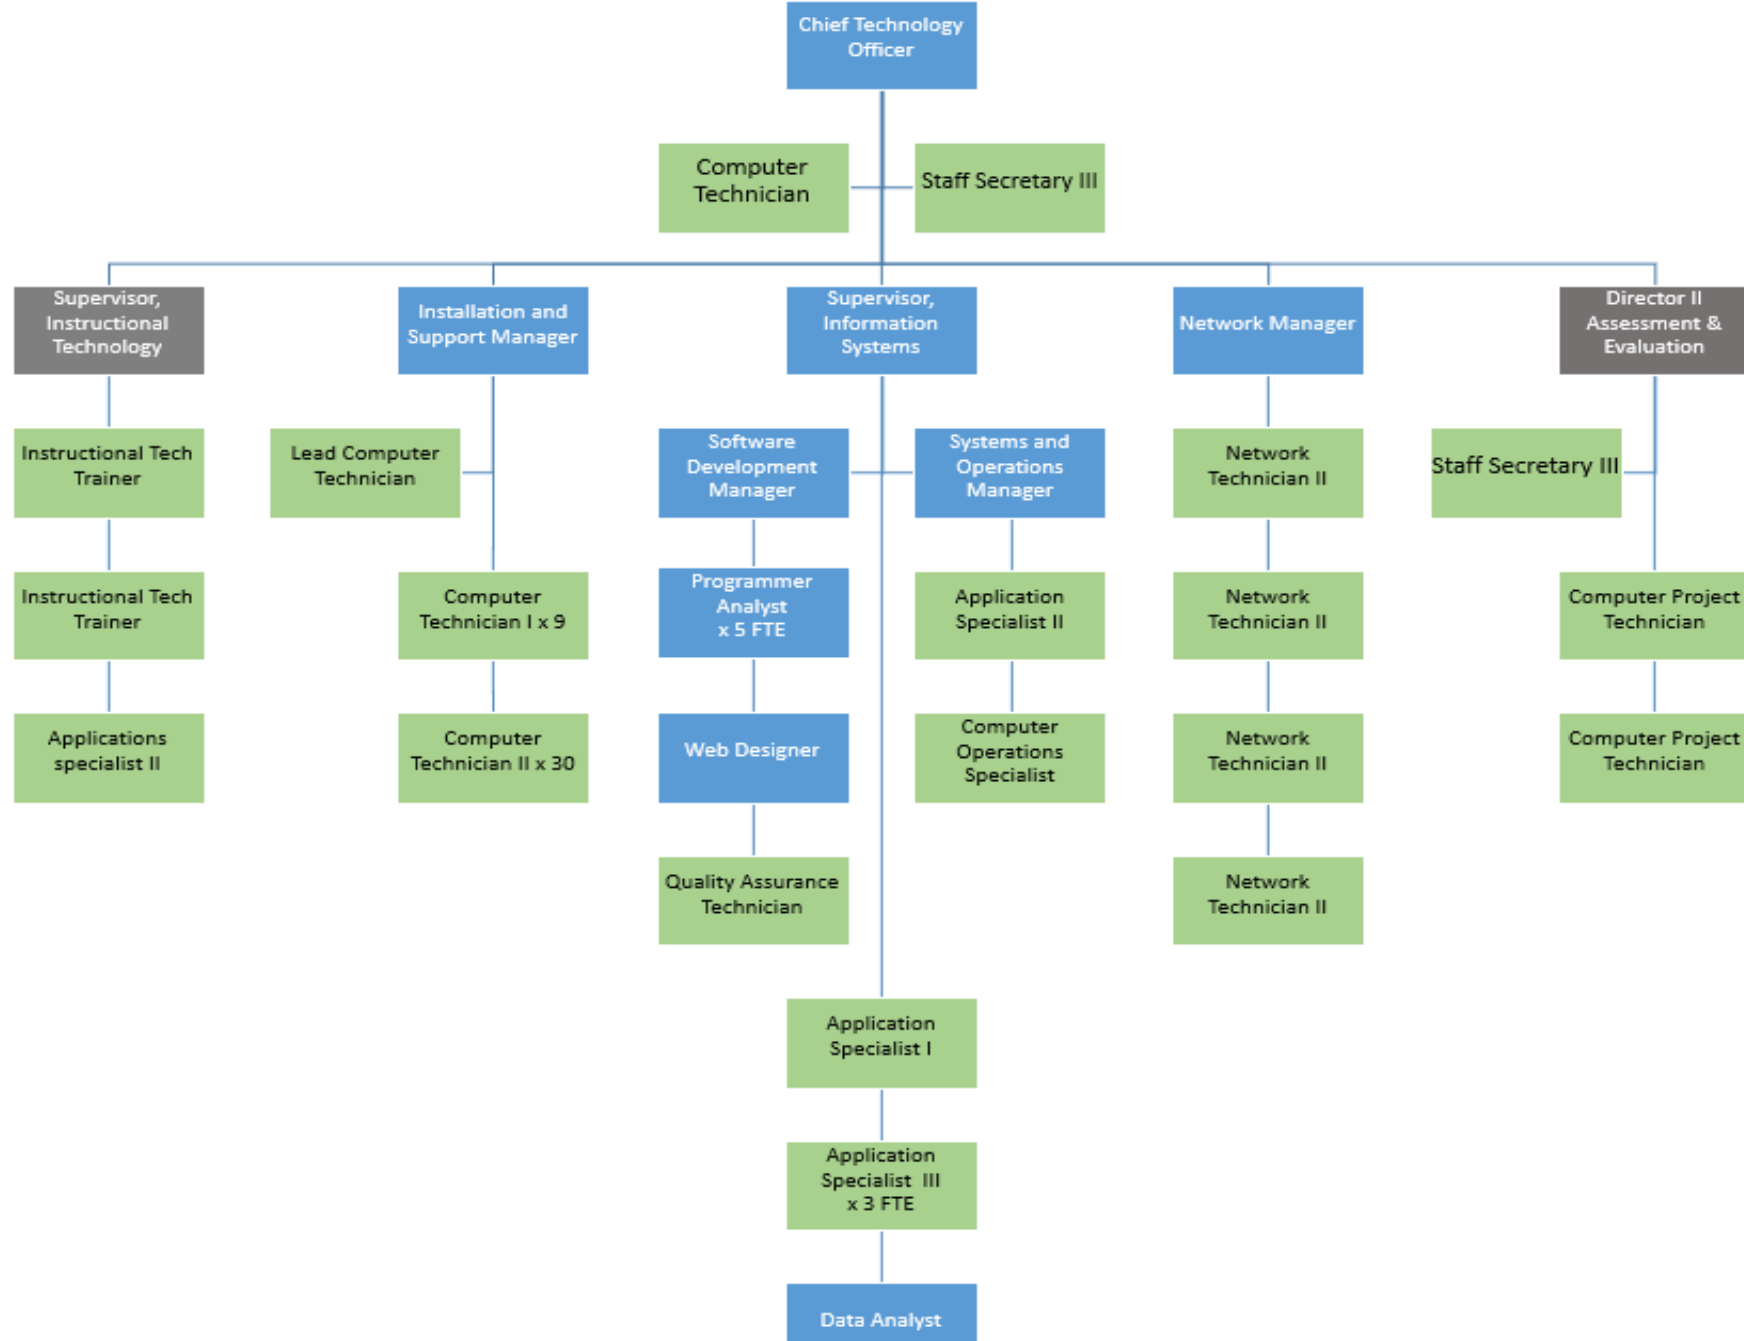 Chief Technology
Officer
Computer
Technician
Staff Secretary III
Supervisor,
Instructional
Technology
Installation and
Support Manager
Supervisor,
Information
Systems
Network Manager
Director II
Assessment &
Evaluation
Instructional Tech
Trainer
Lead Computer
Technician
Software
Development
Manager
Systems and
Operations
Manager
Network
Technician II
Staff Secretary III
Instructional Tech
Trainer
Computer
Technician I x 9
Programmer
Analyst
x 5 FTE
Application
Specialist II
Network
Technician II
Computer Project
Technician
Applications
specialist II
Computer
Technician II x 30
Web Designer
Computer
Operations
Specialist
Network
Technician II
Computer Project
Technician
Quality Assurance
Technician
Network
Technician II
Application
Specialist I
Application
Specialist III
x 3 FTE
Data Analyst